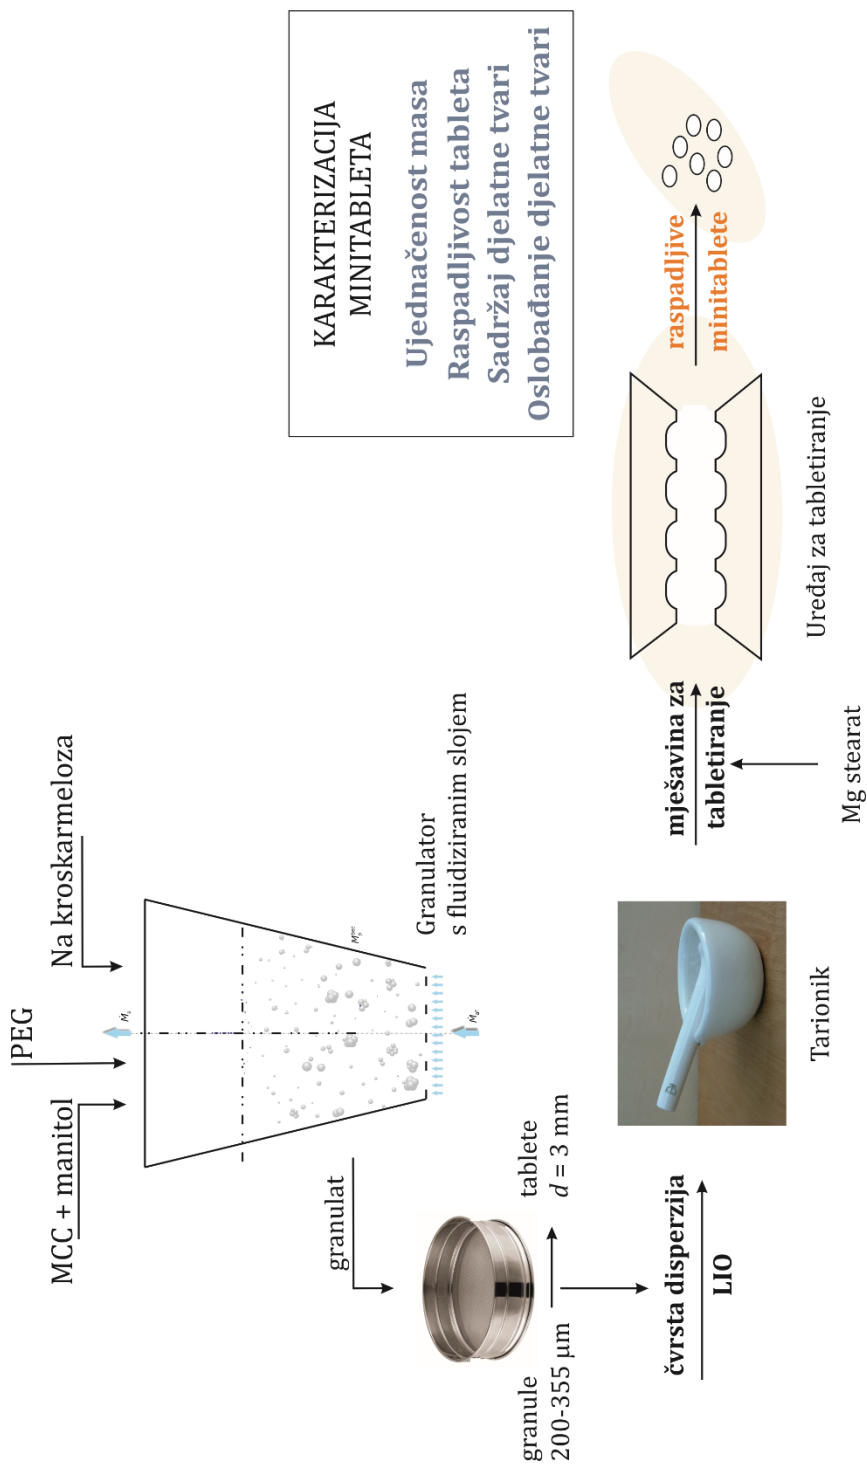 MCC + manitol
PEG
Na kroskarmeloza
Granulator
s fluidiziranim slojem
granulat
granule
200-355 µm
tablete
d = 3 mm
čvrsta disperzija
LIO
Tarionik
mješavina za
tabletiranje
Mg stearat
Uređaj za tabletiranje
raspadljive
minitablete
KARAKTERIZACIJA
MINITABLETA
Ujednačenost masa
Raspadljivost tableta
Sadržaj djelatne tvari
Oslobađanje djelatne tvari